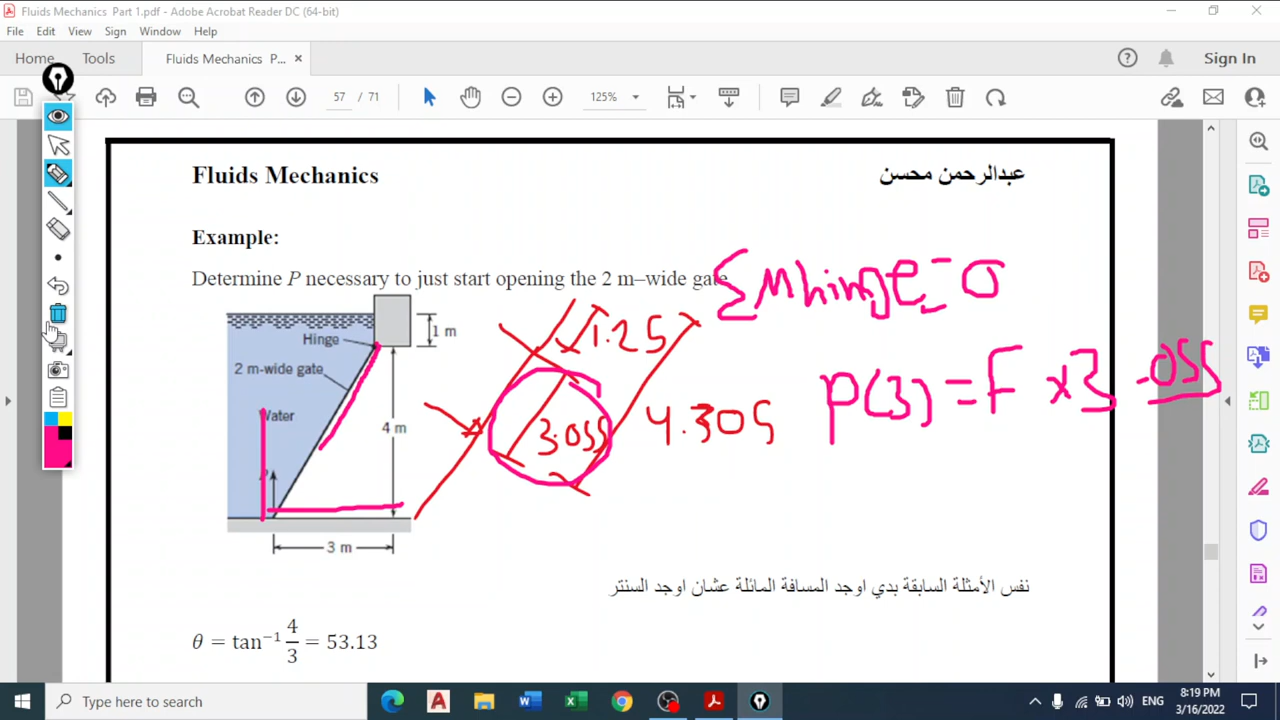 Fluids Mechanics Part 1.pdf - Adobe Acrobat Reader DC (64-bit)
File Edit View Sign Window Help
Home Tools Fluids Mechanics P... × Sign In
57 / 71 125%
Fluids Mechanics عبدالرحمن محسن
Example:
Determine P necessary to just start opening the 2 m–wide gate
ΣMhinge = 0
Hinge
1 m
1.25
2 m-wide gate
P(3) = F × 3.055
Water
4 m
3.055
4.305
3 m
نفس الأمثلة السابقة بدي اوجد المسافة المائلة عشان اوجد السنتر
θ = tan⁻¹ 4/3 = 53.13
Type here to search
ENG
8:19 PM
3/16/2022